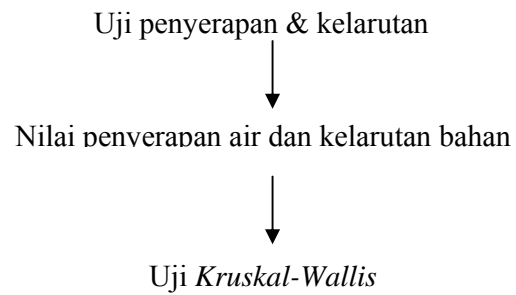 Uji penyerapan & kelarutan
Nilai penyerapan air dan kelarutan bahan
Uji Kruskal-Wallis